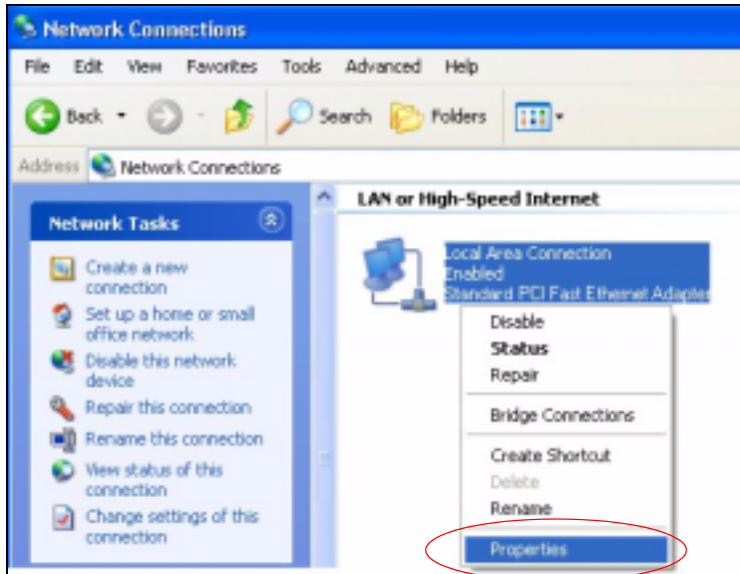 Network Connections
File Edit View Favorites Tools Advanced Help
Back Search Folders
Address Network Connections
Network Tasks
Create a new
connection
Set up a home or small
office network
Disable this network
device
Repair this connection
Rename this connection
View status of this
connection
Change settings of this
connection
LAN or High-Speed Internet
Local Area Connection
Enabled
Standard PCI Fast Ethernet Adapter
Disable
Status
Repair
Bridge Connections
Create Shortcut
Delete
Rename
Properties